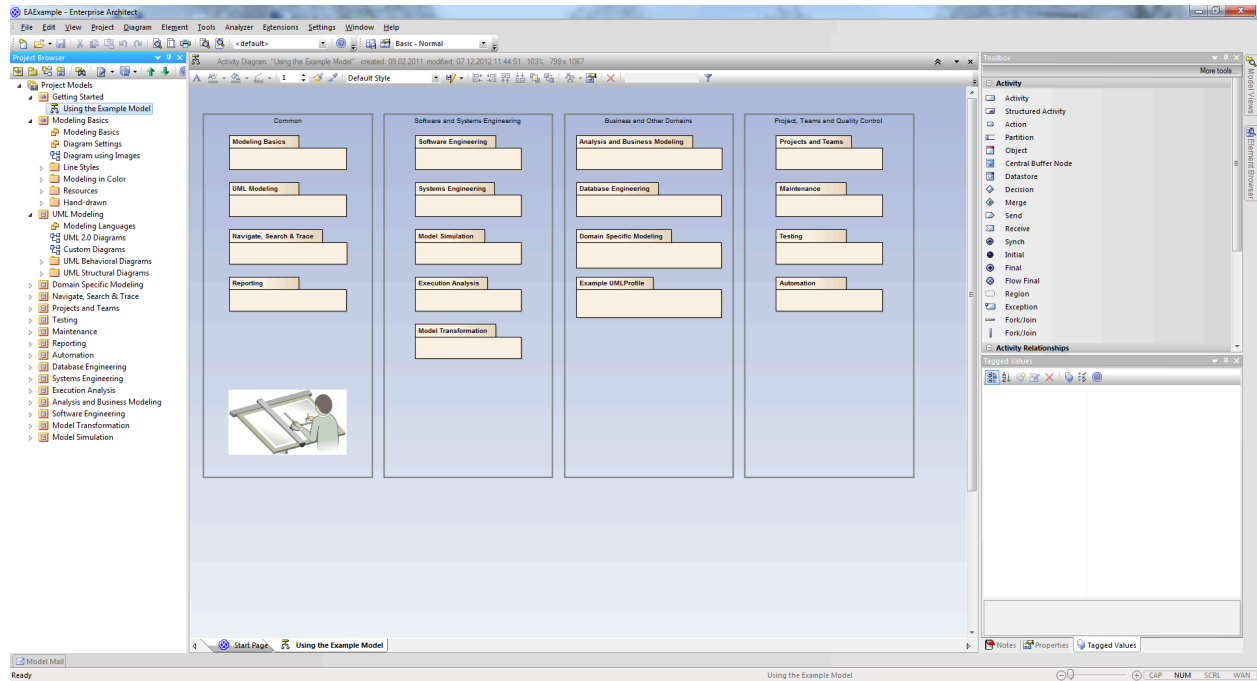 EAExample - Enterprise Architect
File Edit View Project Diagram Element Tools Analyzer Extensions Settings Window Help
<default> Basic - Normal
Project Browser
Project Models
Getting Started
Using the Example Model
Modeling Basics
Modeling Basics
Diagram Settings
Diagram using Images
Line Styles
Modeling in Color
Resources
Hand-drawn
UML Modeling
Modeling Languages
UML 2.0 Diagrams
Custom Diagrams
UML Behavioral Diagrams
UML Structural Diagrams
Domain Specific Modeling
Navigate, Search & Trace
Projects and Teams
Testing
Maintenance
Reporting
Automation
Database Engineering
Systems Engineering
Execution Analysis
Analysis and Business Modeling
Software Engineering
Model Transformation
Model Simulation
Activity Diagram: "Using the Example Model" created: 09.02.2011 modified: 07.12.2012 11:44:51 103% 799 x 1067
1 Default Style
Common
Modeling Basics
UML Modeling
Navigate, Search & Trace
Reporting
Software and Systems Engineering
Software Engineering
Systems Engineering
Model Simulation
Execution Analysis
Model Transformation
Business and Other Domains
Analysis and Business Modeling
Database Engineering
Domain Specific Modeling
Example UMLProfile
Project, Teams and Quality Control
Projects and Teams
Maintenance
Testing
Automation
Start Page Using the Example Model
Toolbox
More tools...
Activity
Activity
Structured Activity
Action
Partition
Object
Central Buffer Node
Datastore
Decision
Merge
Send
Receive
Synch
Initial
Final
Flow Final
Region
Exception
Fork/Join
Fork/Join
Activity Relationships
Tagged Values
Notes Properties Tagged Values
Model Views
Element Browser
Model Mail
Ready Using the Example Model CAP NUM SCRL WAN